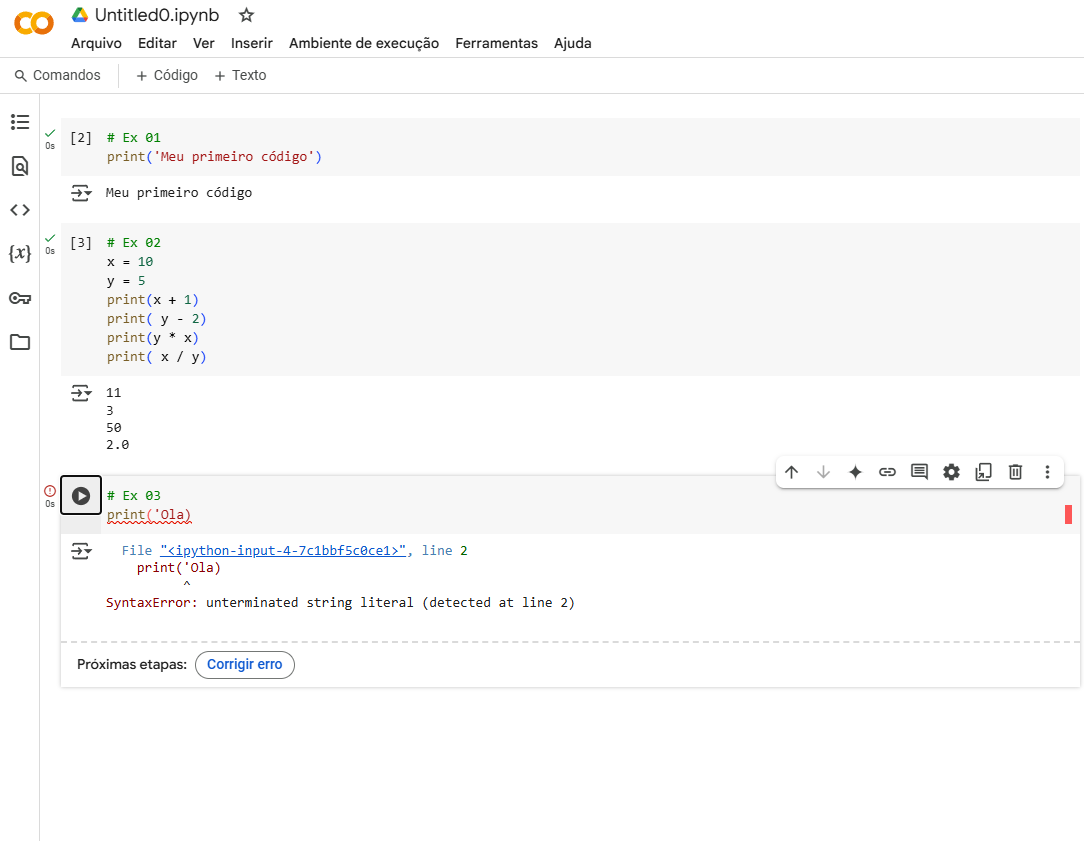 Untitled0.ipynb
Arquivo Editar Ver Inserir Ambiente de execução Ferramentas Ajuda
Comandos + Código + Texto
[2] # Ex 01
0s
print('Meu primeiro código')
Meu primeiro código
[3] # Ex 02
0s
x = 10
y = 5
print(x + 1)
print( y - 2)
print(y * x)
print( x / y)
11
3
50
2.0
# Ex 03
0s
print('Ola)
File "<ipython-input-4-7c1bbf5c0ce1>", line 2
print('Ola)
^
SyntaxError: unterminated string literal (detected at line 2)
Próximas etapas: Corrigir erro